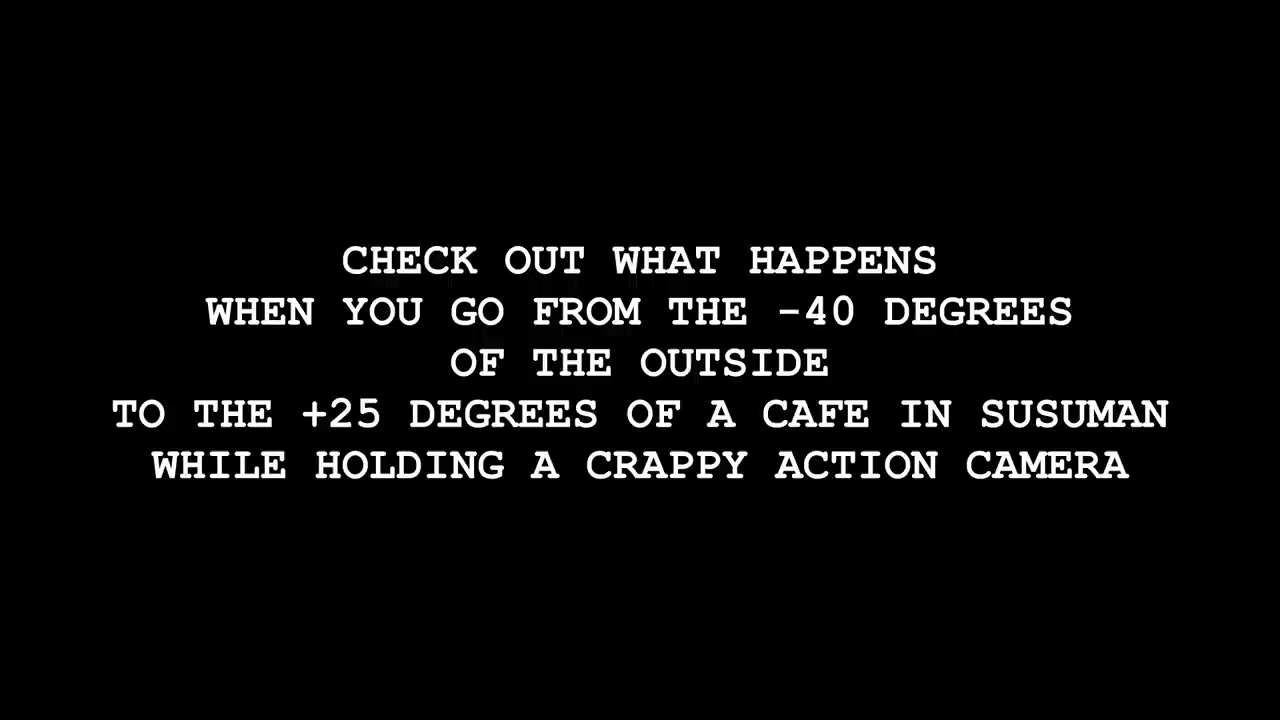 CHECK OUT WHAT HAPPENS
WHEN YOU GO FROM THE -40 DEGREES
OF THE OUTSIDE
TO THE +25 DEGREES OF A CAFE IN SUSUMAN
WHILE HOLDING A CRAPPY ACTION CAMERA